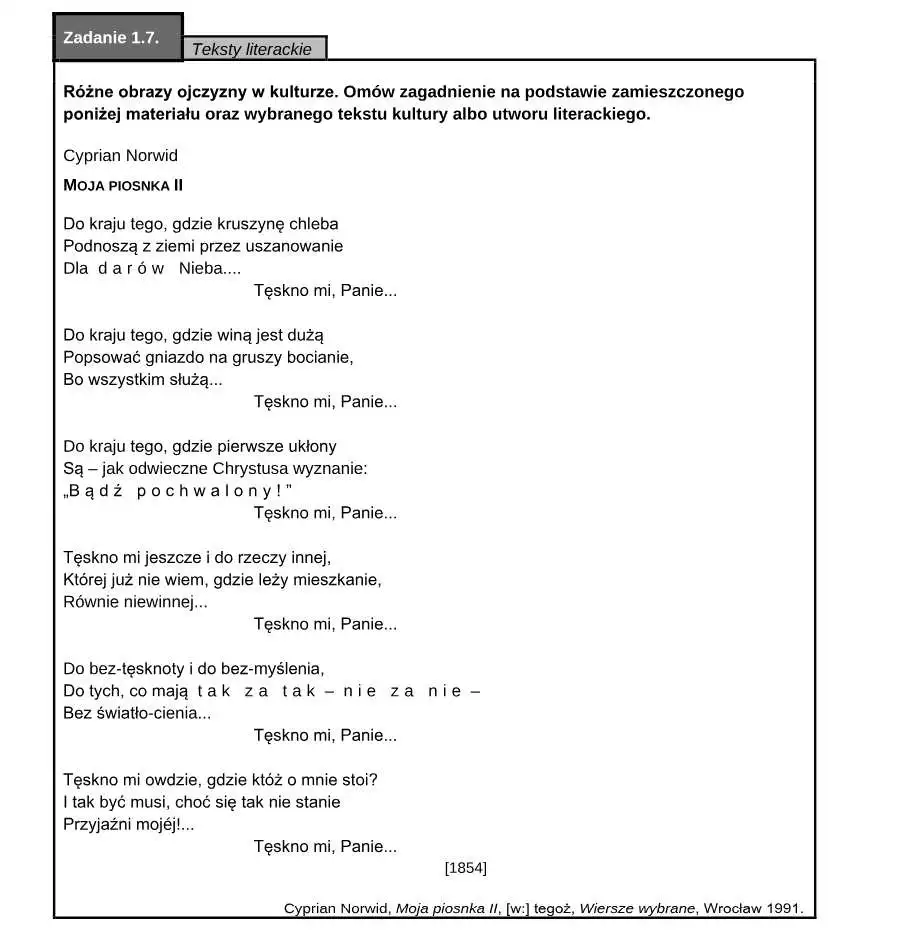 Zadanie 1.7.
Teksty literackie
Różne obrazy ojczyzny w kulturze. Omów zagadnienie na podstawie zamieszczonego
poniżej materiału oraz wybranego tekstu kultury albo utworu literackiego.
Cyprian Norwid
MOJA PIOSNKA II
Do kraju tego, gdzie kruszynę chleba
Podnoszą z ziemi przez uszanowanie
Dla d a r ó w Nieba....
Tęskno mi, Panie...
Do kraju tego, gdzie winą jest dużą
Popsować gniazdo na gruszy bocianie,
Bo wszystkim służą...
Tęskno mi, Panie...
Do kraju tego, gdzie pierwsze ukłony
Są – jak odwieczne Chrystusa wyznanie:
„B ą d ź p o c h w a l o n y ! ”
Tęskno mi, Panie...
Tęskno mi jeszcze i do rzeczy innej,
Której już nie wiem, gdzie leży mieszkanie,
Równie niewinnej...
Tęskno mi, Panie...
Do bez-tęsknoty i do bez-myślenia,
Do tych, co mają t a k z a t a k – n i e z a n i e –
Bez światło-cienia...
Tęskno mi, Panie...
Tęskno mi owdzie, gdzie któż o mnie stoi?
I tak być musi, choć się tak nie stanie
Przyjaźni mojéj!...
Tęskno mi, Panie...
[1854]
Cyprian Norwid, Moja piosnka II, [w:] tegoż, Wiersze wybrane, Wrocław 1991.